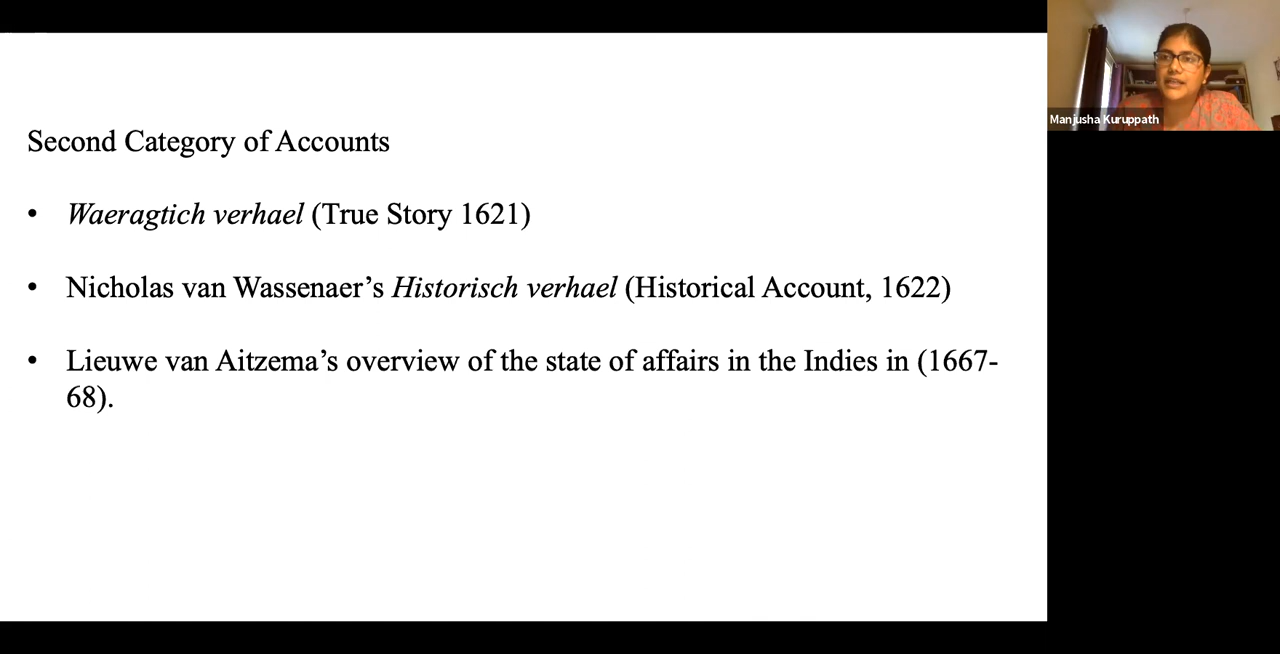 Second Category of Accounts
• Waeragtich verhael (True Story 1621)
• Nicholas van Wassenaer’s Historisch verhael (Historical Account, 1622)
• Lieuwe van Aitzema’s overview of the state of affairs in the Indies in (1667-
68).
Manjusha Kuruppath